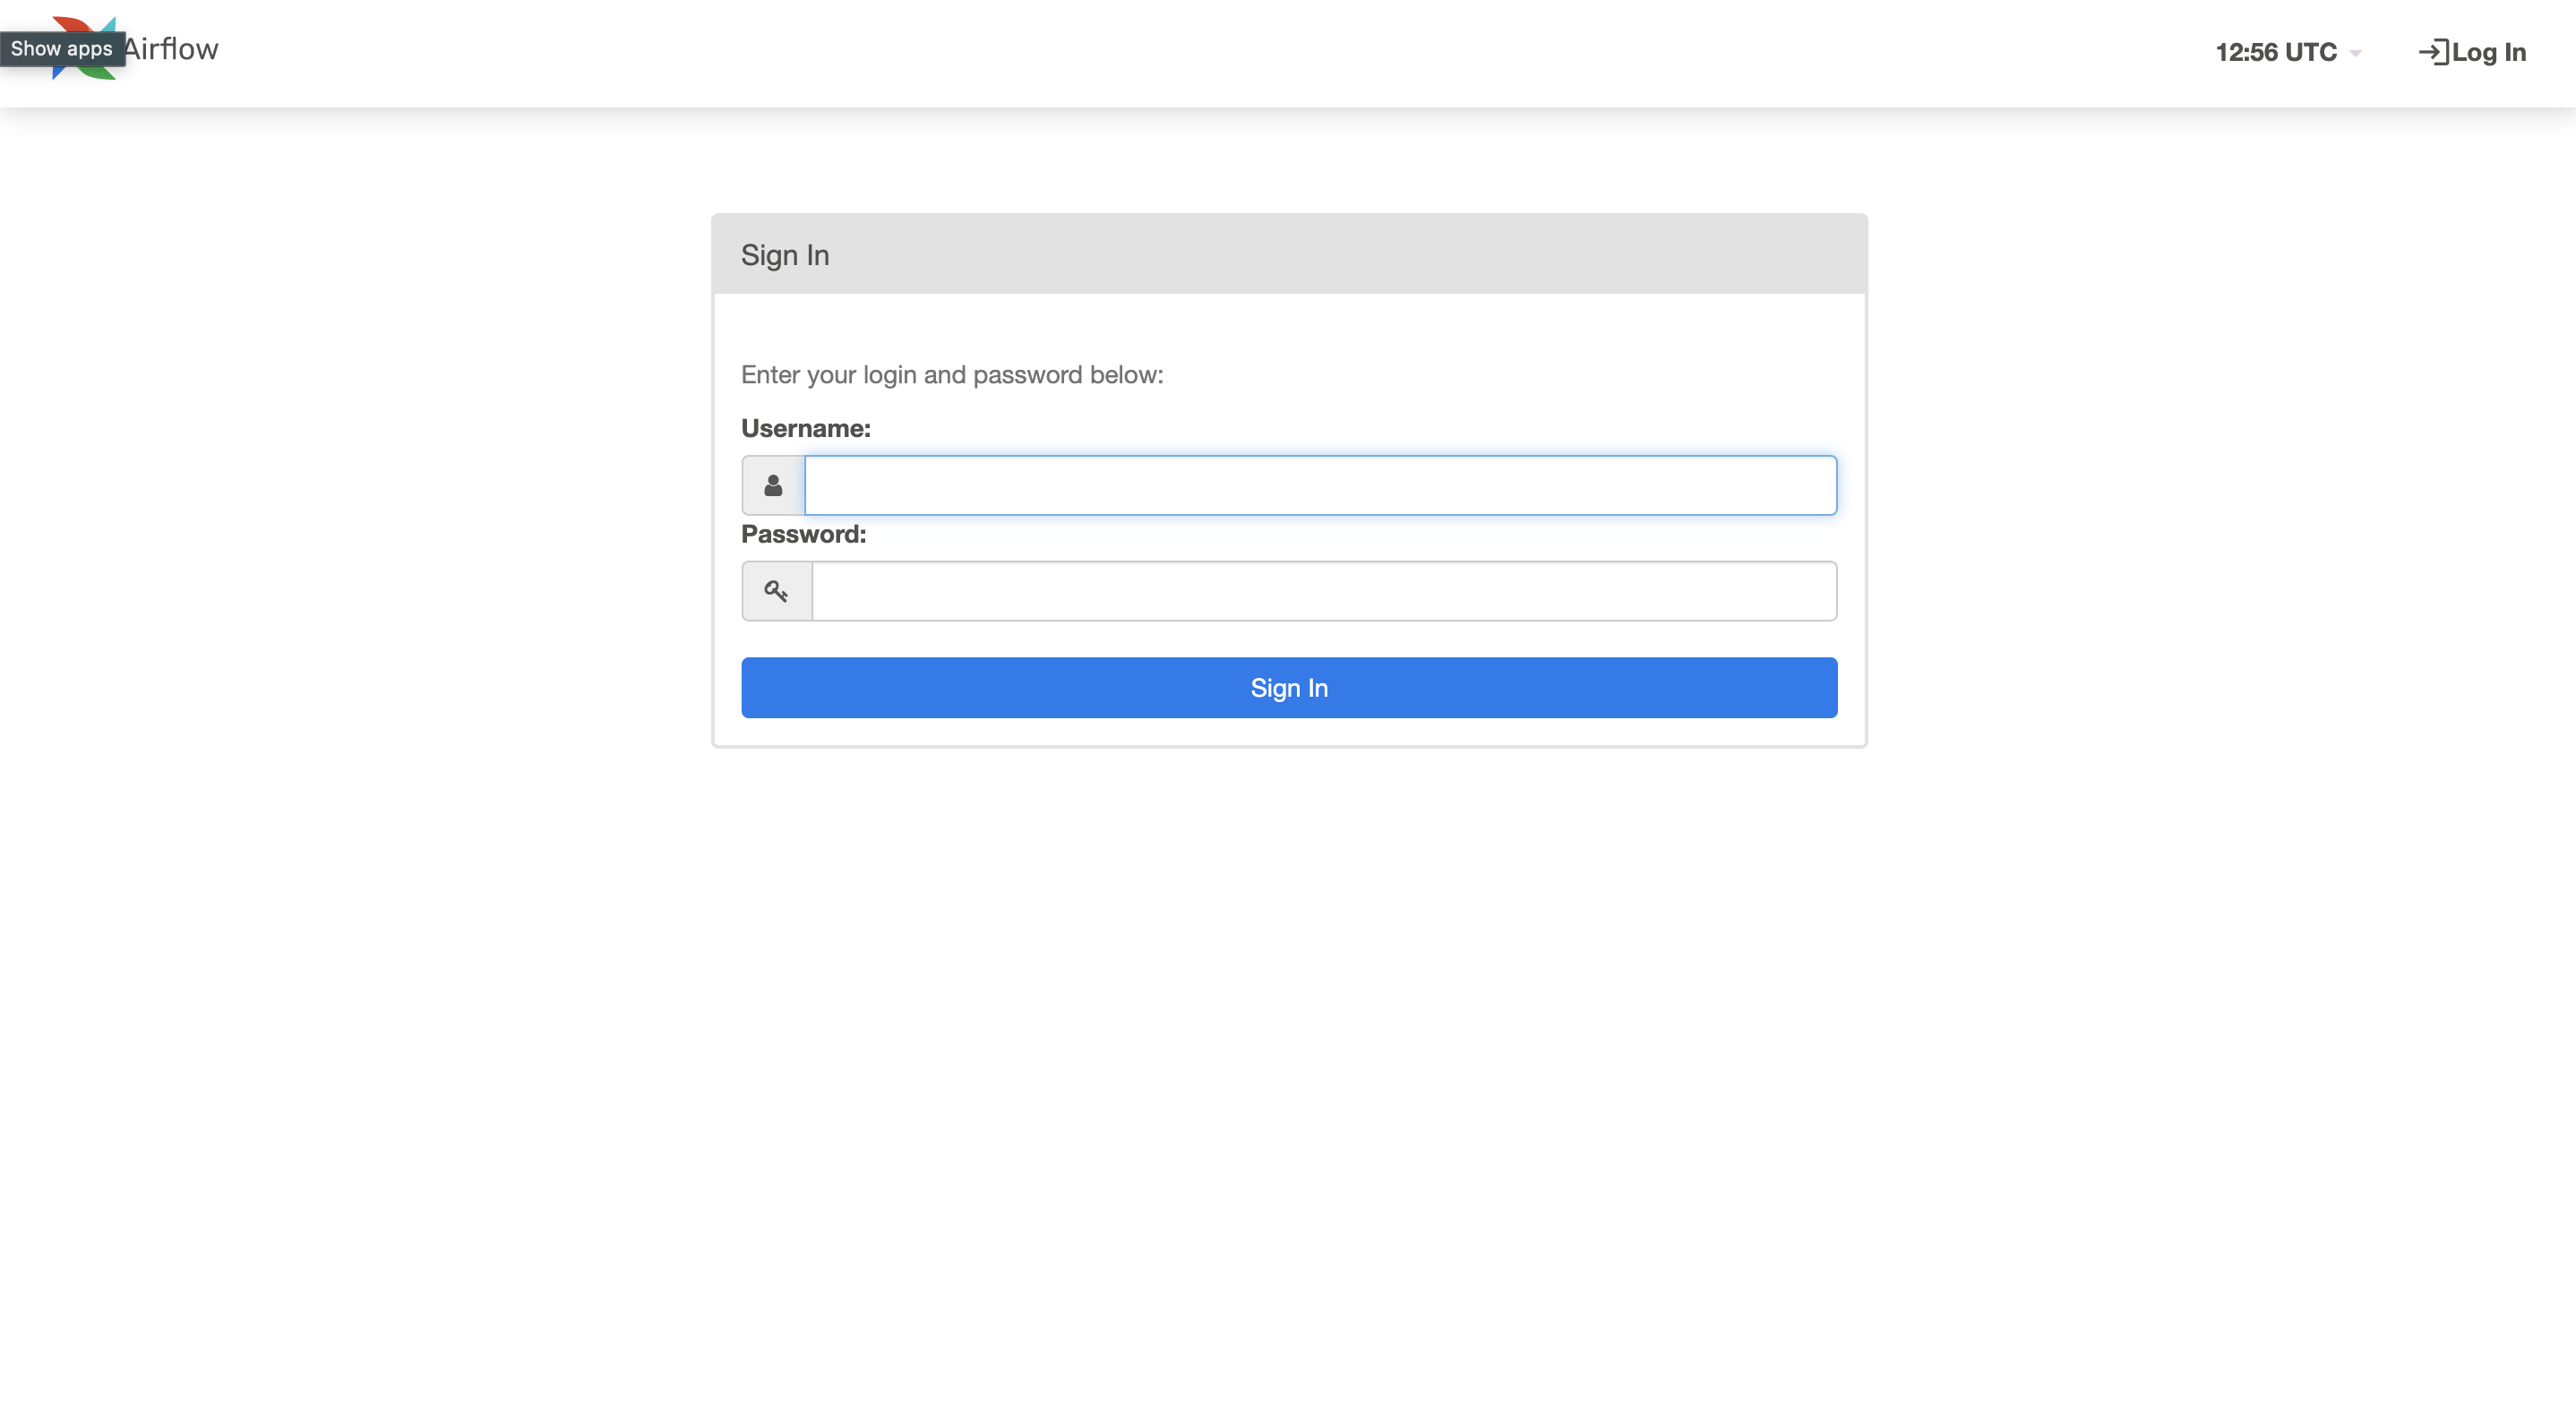 Show apps
Airflow
12:56 UTC
Log In
Sign In
Enter your login and password below:
Username:
Password:
Sign In